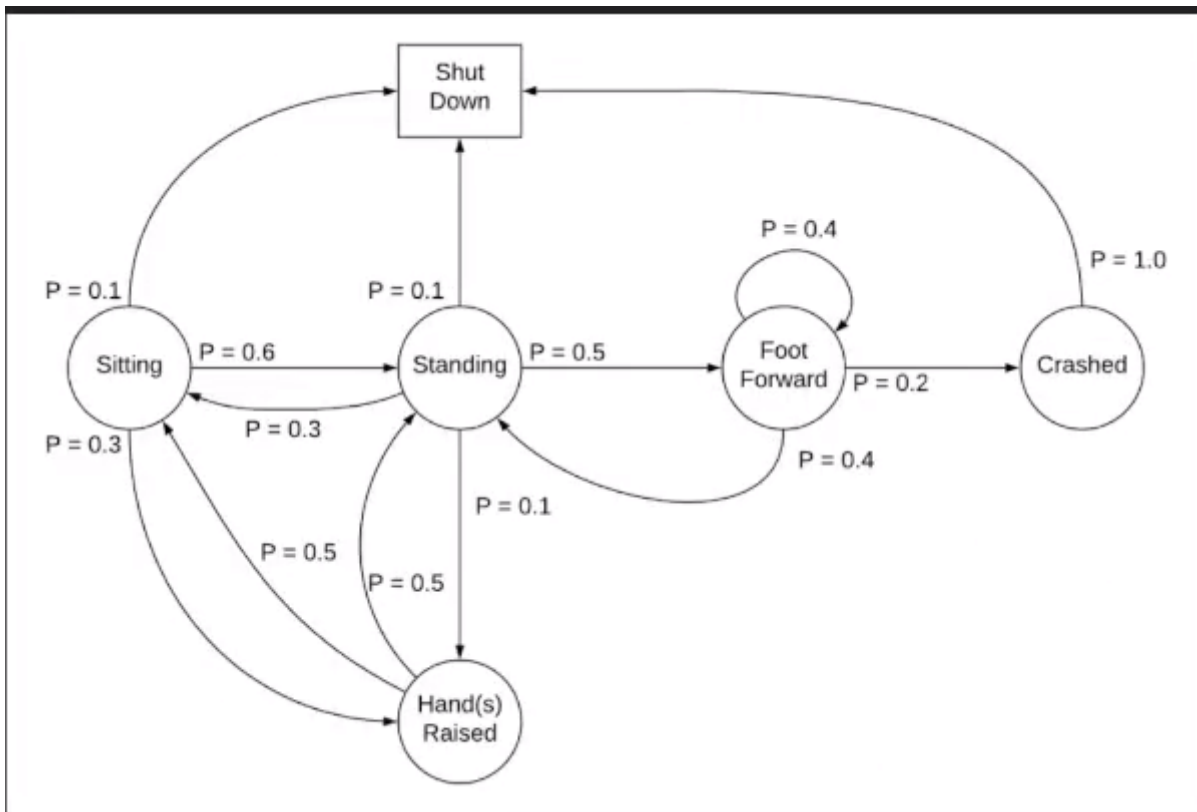 Shut
Down
P = 0.4
P = 1.0
P = 0.1
P = 0.1
Sitting
P = 0.6
Standing
P = 0.5
Foot
Forward
P = 0.2
Crashed
P = 0.3
P = 0.3
P = 0.4
P = 0.1
P = 0.5
P = 0.5
Hand(s)
Raised